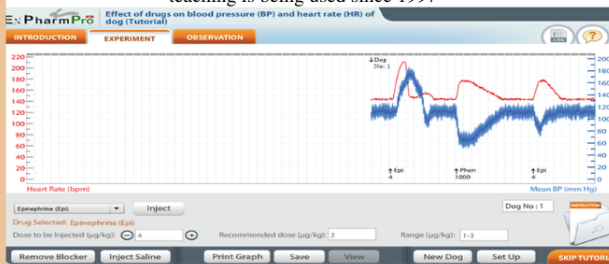 teaching is being used since 1997
Ex PharmPro
Effect of drugs on blood pressure (BP) and heart rate (HR) of
dog (Tutorial)
INTRODUCTION EXPERIMENT OBSERVATION
220 200
200 180
180 160
160 140
140 120
120 100
100 80
80 60
60 40
40 20
20 0
0
Dog
No: 1
Epi Phen Epi
4 1000 4
Heart Rate (bpm) Mean BP (mm Hg)
Epinephrine (Epi) Inject Dog No : 1
Drug Selected: Epinephrine (Epi)
Dose to be Injected (µg/kg): 4 Recommended dose (µg/kg): 2 Range (µg/kg): 1-3
Remove Blocker Inject Saline Print Graph Save View New Dog Set Up SKIP TUTORI